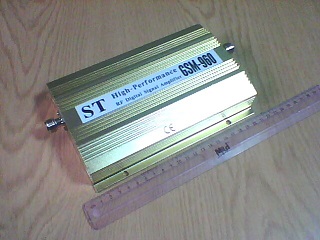 ST High-Performance GSM-960
RF Digital Signal Amplifier
CE